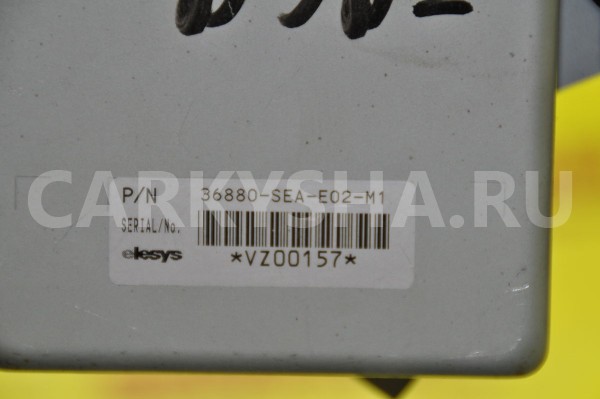 P/N 36880-SEA-E02-M1
CARKYSHA.RU
SERIAL/No.
elesys *VZ00157*